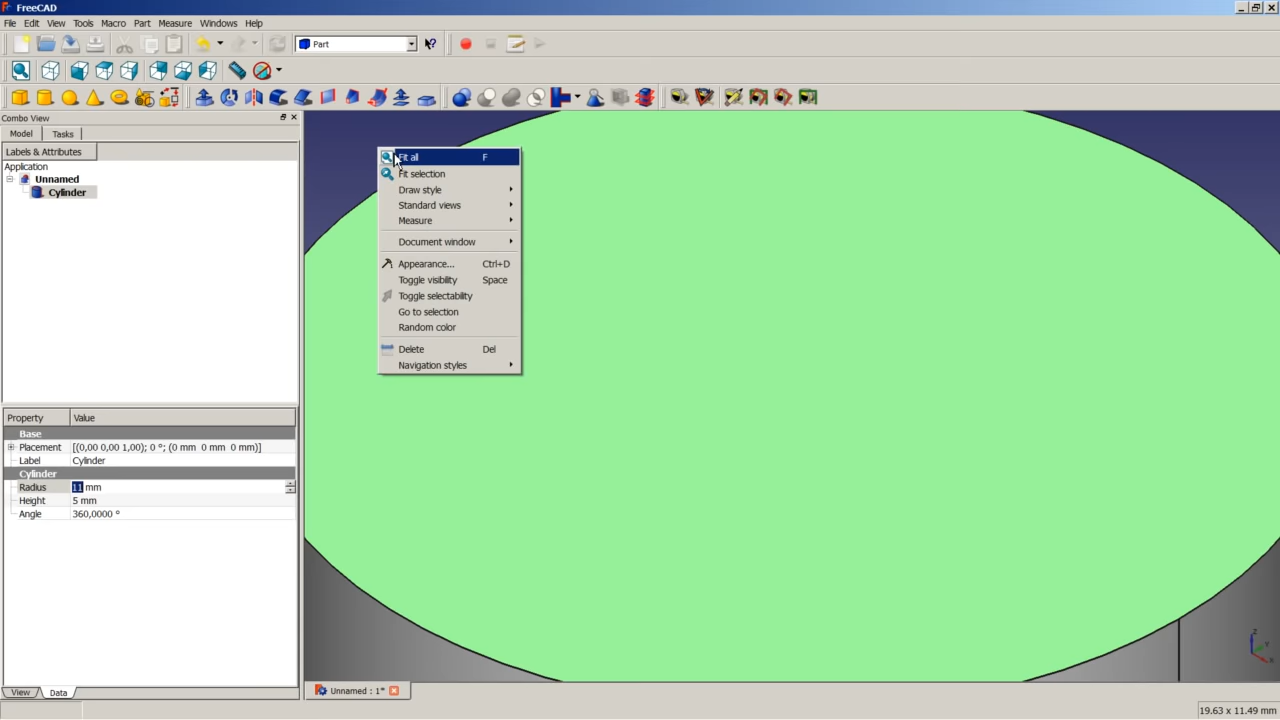 FreeCAD
File Edit View Tools Macro Part Measure Windows Help
Part
Combo View
Model Tasks
Labels & Attributes
Application
Unnamed
Cylinder
Fit all F
Fit selection
Draw style
Standard views
Measure
Document window
Appearance... Ctrl+D
Toggle visibility Space
Toggle selectability
Go to selection
Random color
Delete Del
Navigation styles
Property Value
Base
Placement [(0,00 0,00 1,00); 0 °; (0 mm 0 mm 0 mm)]
Label Cylinder
Cylinder
Radius 11 mm
Height 5 mm
Angle 360,0000 °
Z
Y
X
View Data
Unnamed : 1*
19.63 x 11.49 mm